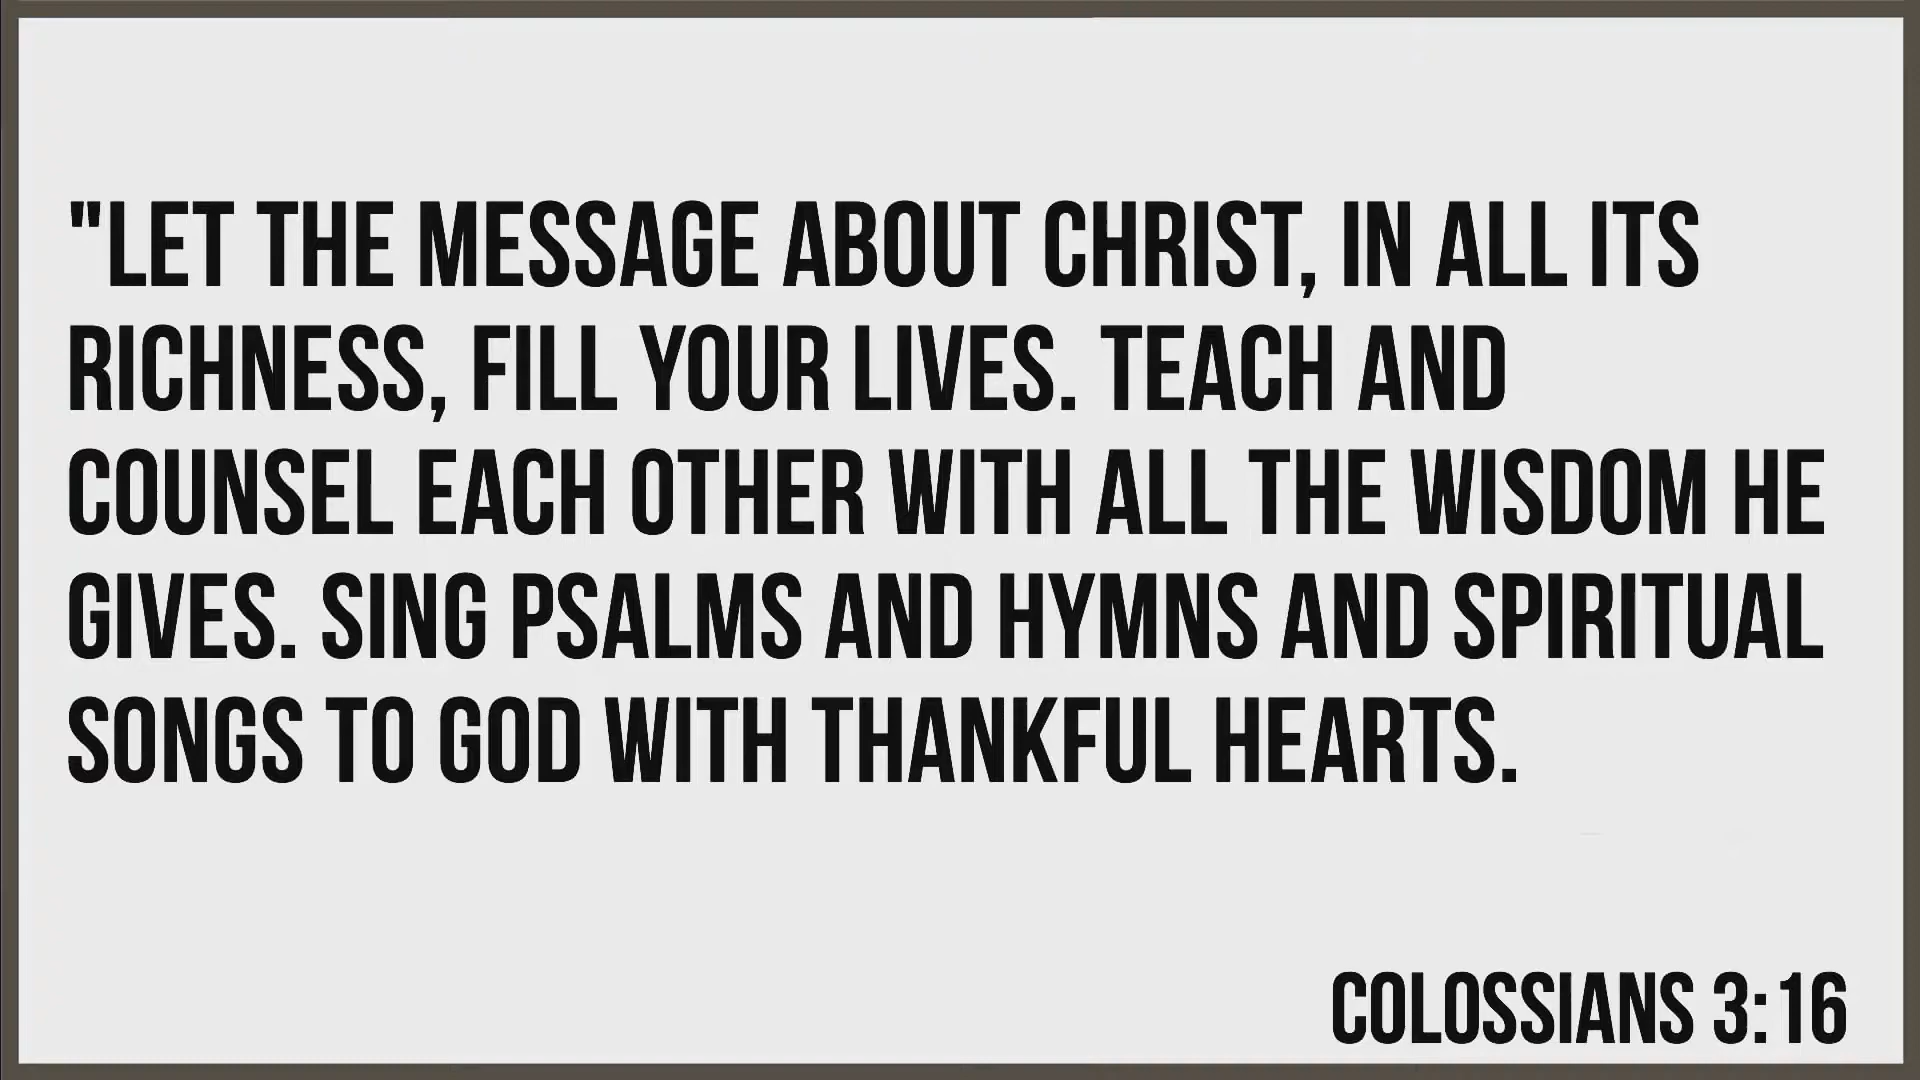 "LET THE MESSAGE ABOUT CHRIST, IN ALL ITS
RICHNESS, FILL YOUR LIVES. TEACH AND
COUNSEL EACH OTHER WITH ALL THE WISDOM HE
GIVES. SING PSALMS AND HYMNS AND SPIRITUAL
SONGS TO GOD WITH THANKFUL HEARTS.
COLOSSIANS 3:16